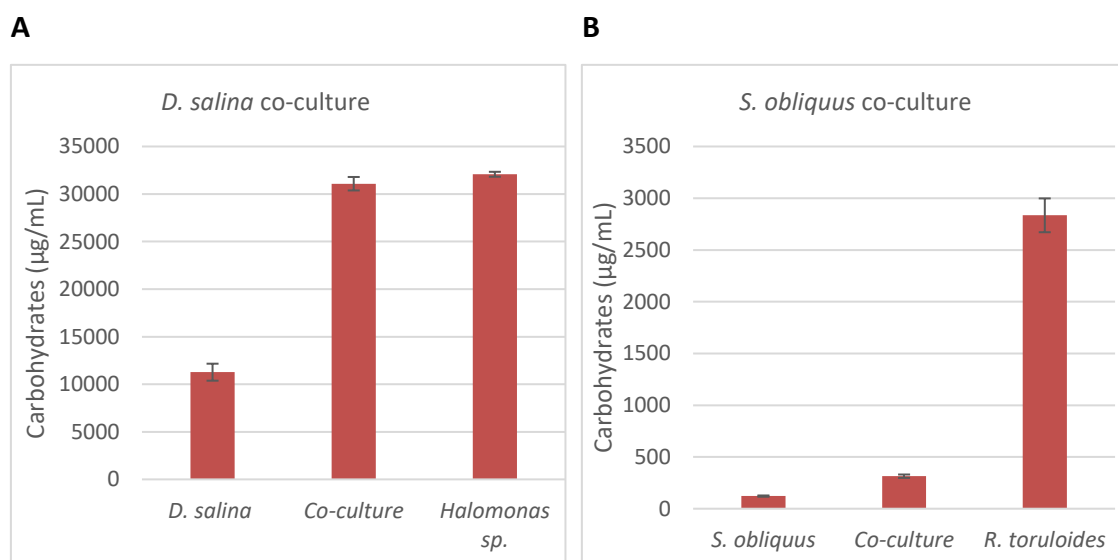 A
D. salina co-culture
Carbohydrates (µg/mL)
35000
30000
25000
20000
15000
10000
5000
0
D. salina
Co-culture
Halomonas
sp.
B
S. obliquus co-culture
Carbohydrates (µg/mL)
3500
3000
2500
2000
1500
1000
500
0
S. obliquus
Co-culture
R. toruloides